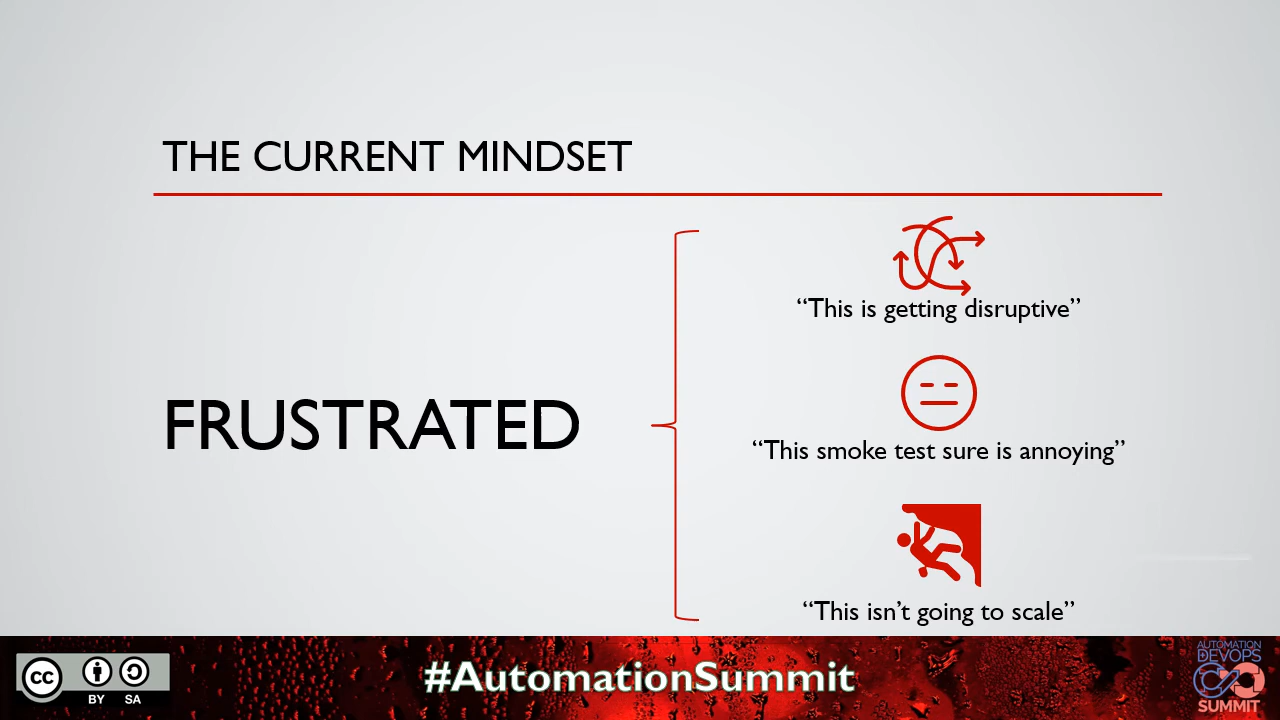 THE CURRENT MINDSET
FRUSTRATED
“This is getting disruptive”
“This smoke test sure is annoying”
“This isn’t going to scale”
cc
BY SA
#AutomationSummit
AUTOMATION
DEVOPS
SUMMIT